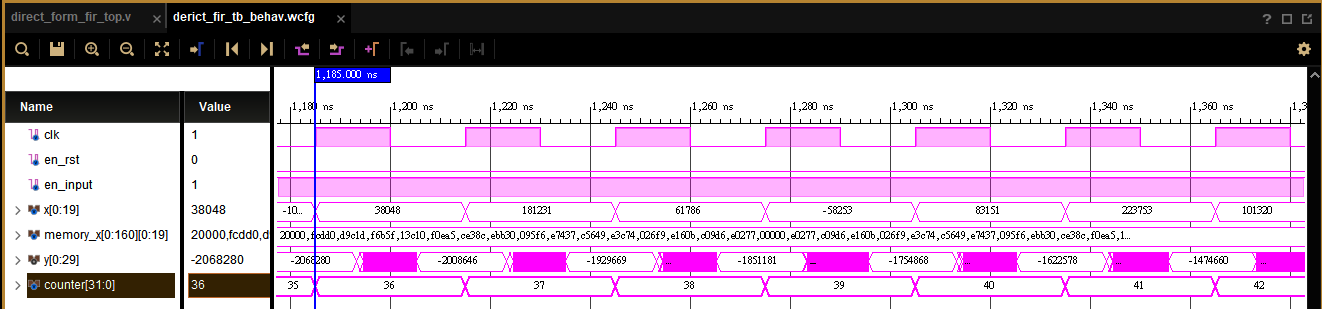 direct_form_fir_top.v × derict_fir_tb_behav.wcfg × ?
1,185.000 ns
Name Value
1,180 ns 1,200 ns 1,220 ns 1,240 ns 1,260 ns 1,280 ns 1,300 ns 1,320 ns 1,340 ns 1,360 ns
clk 1
en_rst 0
en_input 1
x[0:19] 38048 -10... 38048 181231 61786 -58253 83151 223753 101320
memory_x[0:160][0:19] 20000,fcdd0,d9 20000,fcdd0,d9c1d,f6b5f,13c10,f0ea5,ce38c,ebb30,095f6,e7437,c5649,e3c74,026f9,e160b,c09d6,e0277,00000,e0277,c09d6,e160b,026f9,e3c74,c5649,e7437,095f6,ebb30,ce38c,f0ea5,1...
y[0:29] -2068280 -2068280 -2008646 ... -1929669 ... -1851181 ... -1754868 ... -1622578 ... -1474660 ...
counter[31:0] 36 35 36 37 38 39 40 41 42